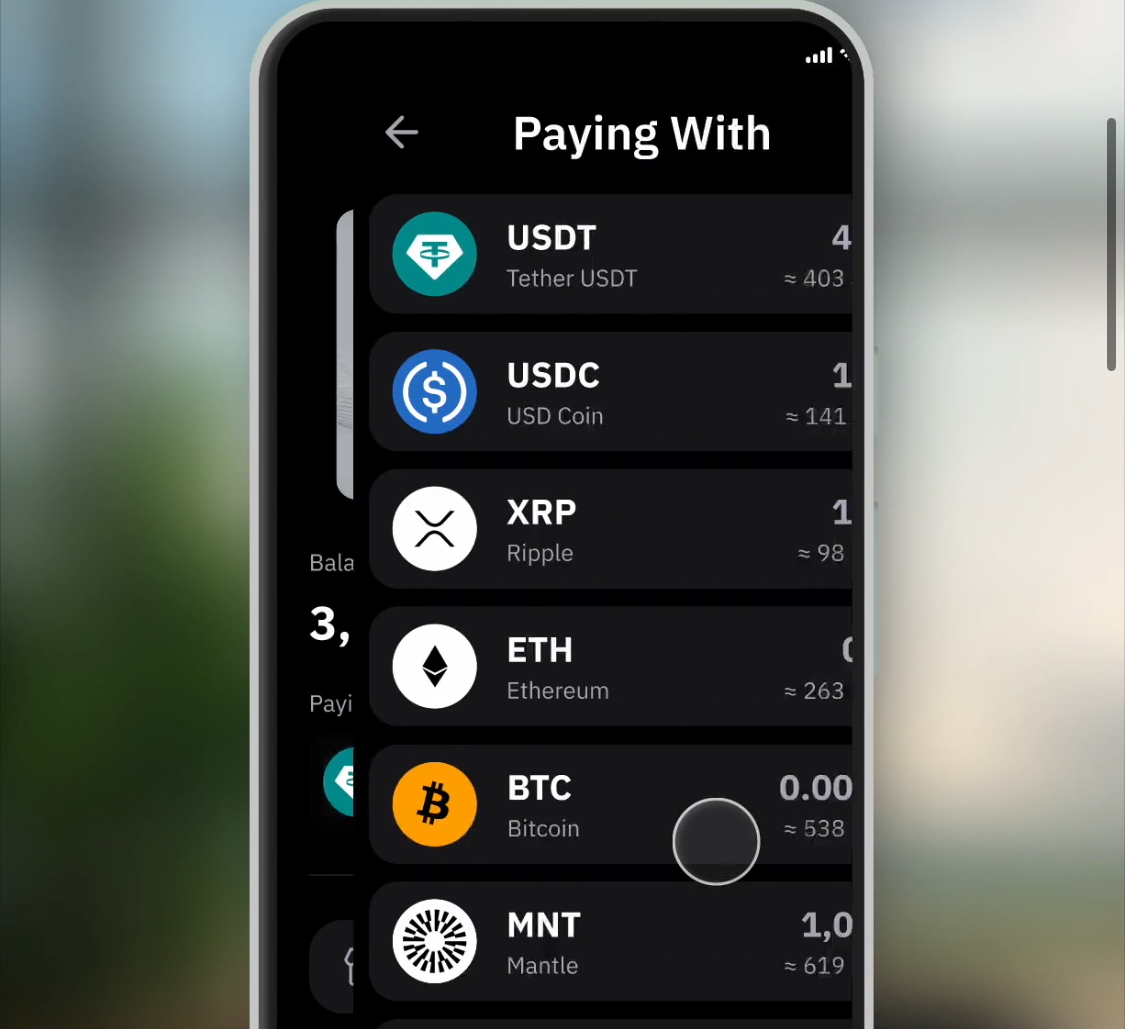 Paying With
USDT
4
Tether USDT
≈ 403
USDC
1
USD Coin
≈ 141
XRP
1
Ripple
≈ 98
Bala
3,
ETH
Ethereum
≈ 263
Payi
BTC
0.00
Bitcoin
≈ 538
MNT
1,0
Mantle
≈ 619